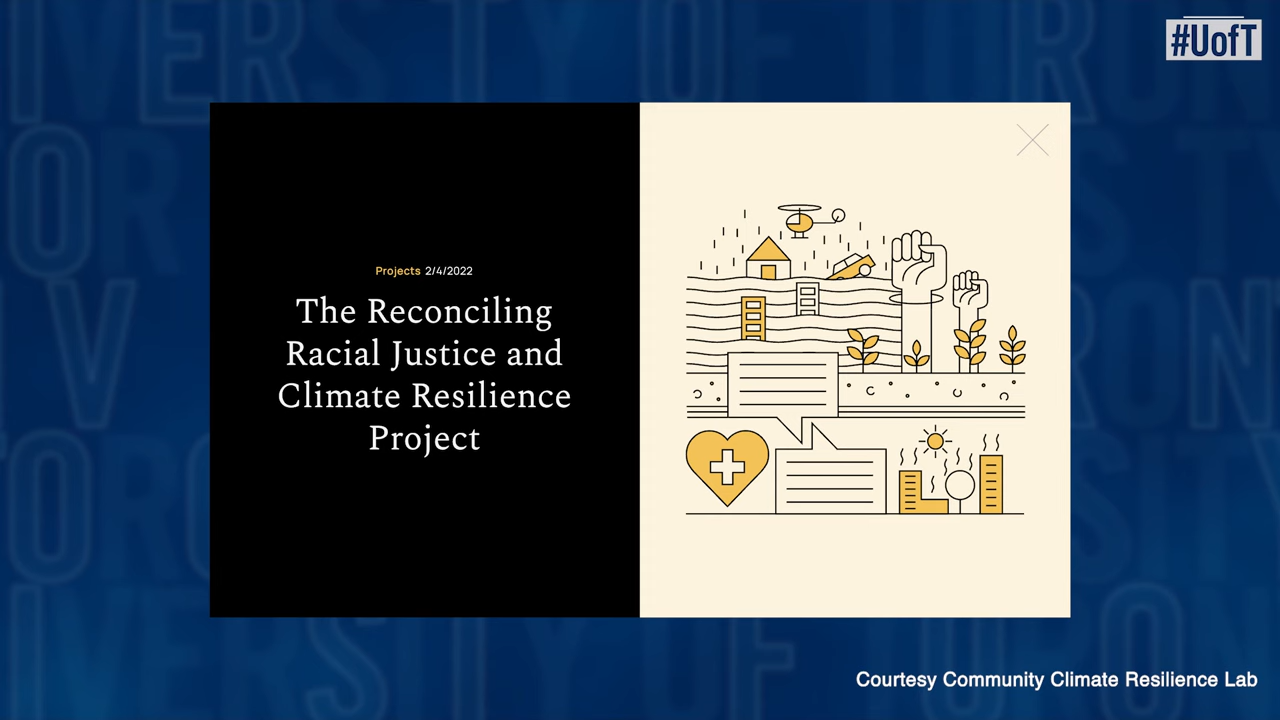 #UofT
Projects 2/4/2022
The Reconciling
Racial Justice and
Climate Resilience
Project
Courtesy Community Climate Resilience Lab